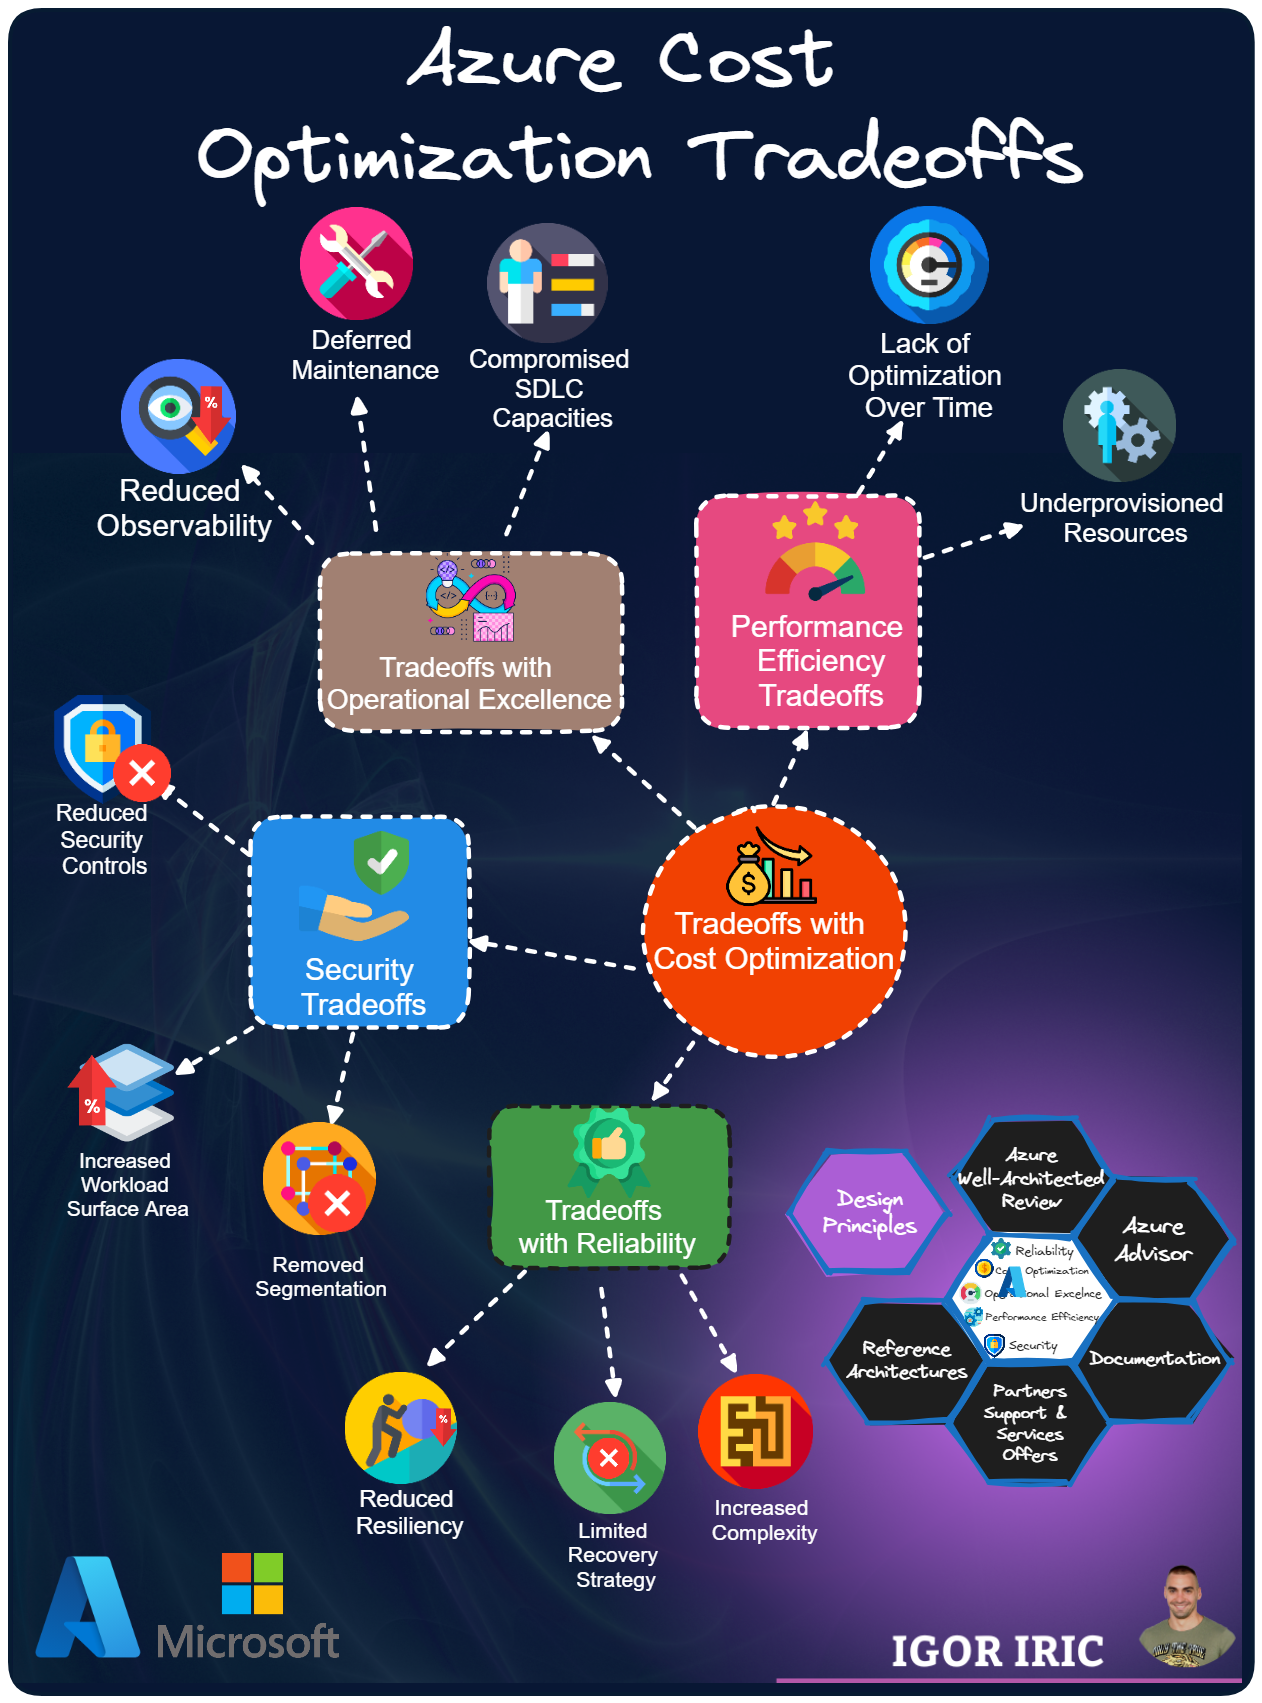 Azure Cost
Optimization Tradeoffs
Deferred
Maintenance
Compromised
SDLC
Capacities
Lack of
Optimization
Over Time
%
Reduced
Observability
Underprovisioned
Resources
Tradeoffs with
Operational Excellence
Performance
Efficiency
Tradeoffs
Reduced
Security
Controls
$
Tradeoffs with
Cost Optimization
Security
Tradeoffs
%
Increased
Workload
Surface Area
Removed
Segmentation
Tradeoffs
with Reliability
Design
Principles
Azure
Well-Architected
Review
Azure
Advisor
Reliability
Optimization
Excelnce
Performance Efficiency
Security
Reference
Architectures
Documentation
Partners
Support &
Services
Offers
%
Reduced
Resiliency
Limited
Recovery
Strategy
Increased
Complexity
Microsoft
IGOR IRIC